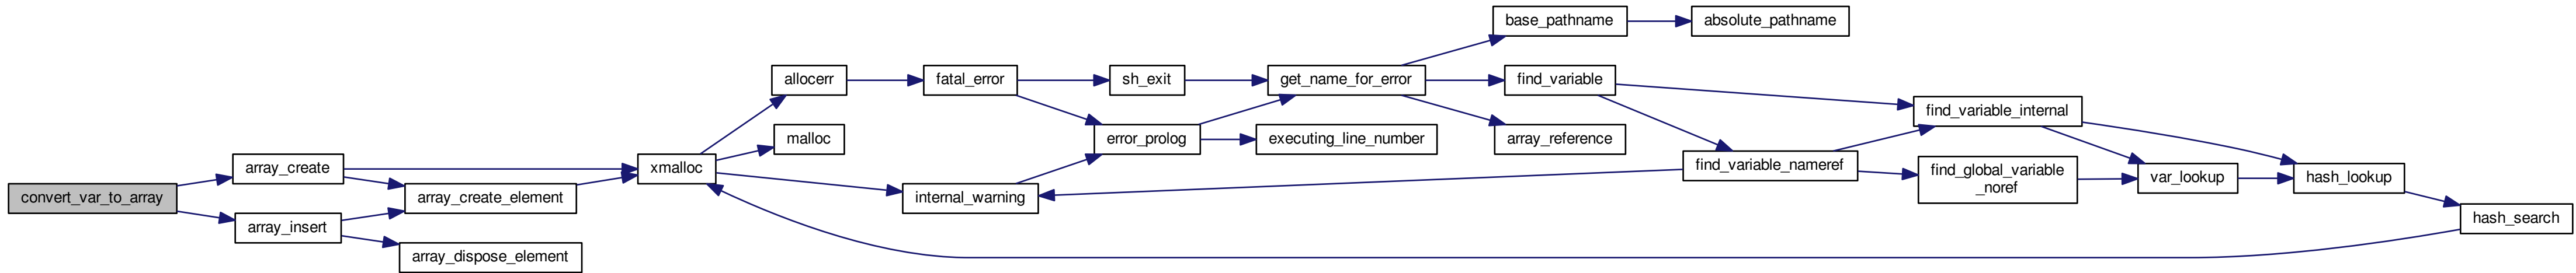 convert_var_to_array
array_create
array_insert
array_create_element
array_dispose_element
xmalloc
allocerr
malloc
internal_warning
fatal_error
sh_exit
error_prolog
get_name_for_error
executing_line_number
base_pathname
find_variable
array_reference
absolute_pathname
find_variable_nameref
find_variable_internal
find_global_variable
_noref
var_lookup
hash_lookup
hash_search